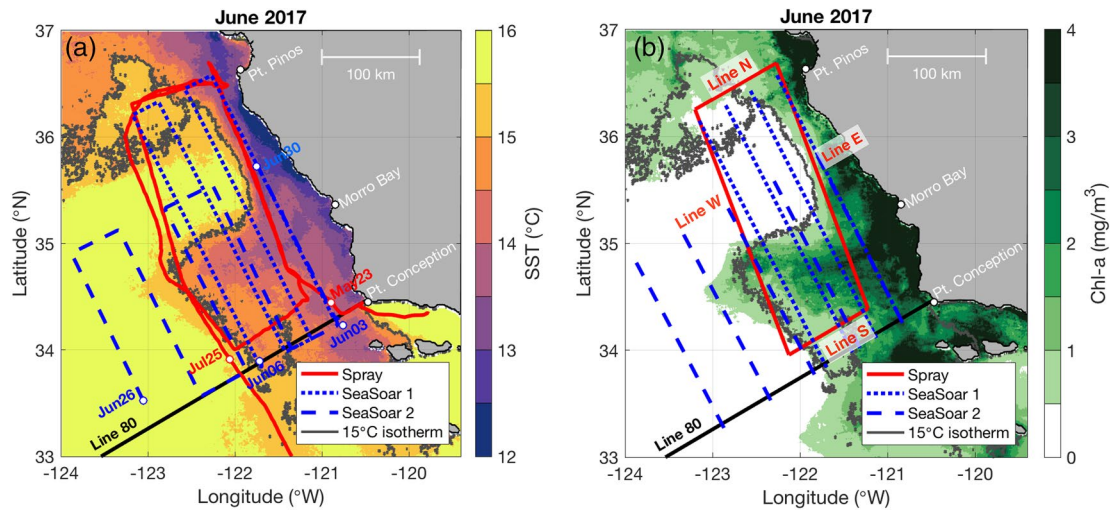 June 2017
(a)
Pt. Pinos
100 km
Jun30
Morro Bay
May23
Pt. Conception
Jul25
Jun06
Jun03
Jun26
Line 80
Spray
SeaSoar 1
SeaSoar 2
15°C isotherm
37
36
35
34
33
-124
-123
-122
-121
-120
Latitude (°N)
Longitude (°W)
16
15
14
13
12
SST (°C)
June 2017
(b)
Line N
Pt. Pinos
100 km
Line E
Morro Bay
Line W
Pt. Conception
Line S
Line 80
Spray
SeaSoar 1
SeaSoar 2
15°C isotherm
37
36
35
34
33
-124
-123
-122
-121
-120
Latitude (°N)
Longitude (°W)
4
3
2
1
0
Chl-a (mg/m³)